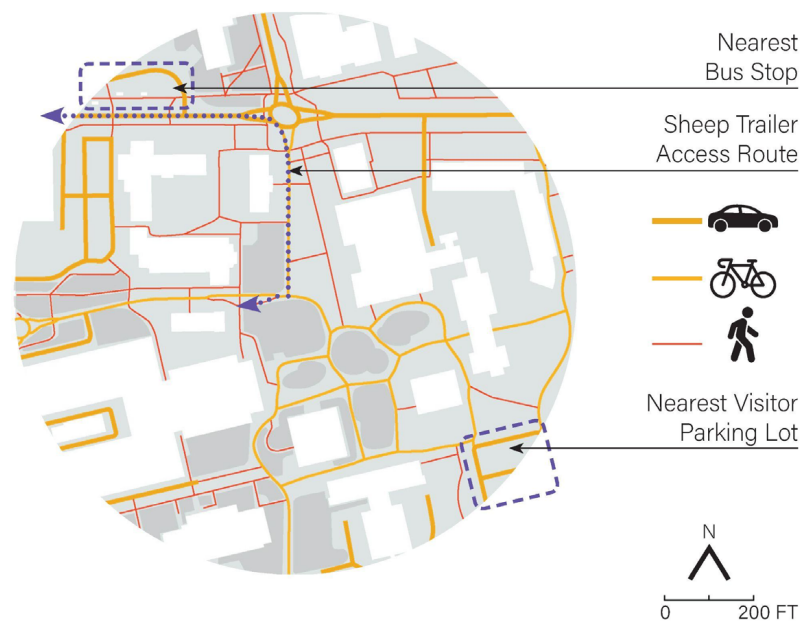 Nearest
Bus Stop
Sheep Trailer
Access Route
Nearest Visitor
Parking Lot
N
0 200 FT